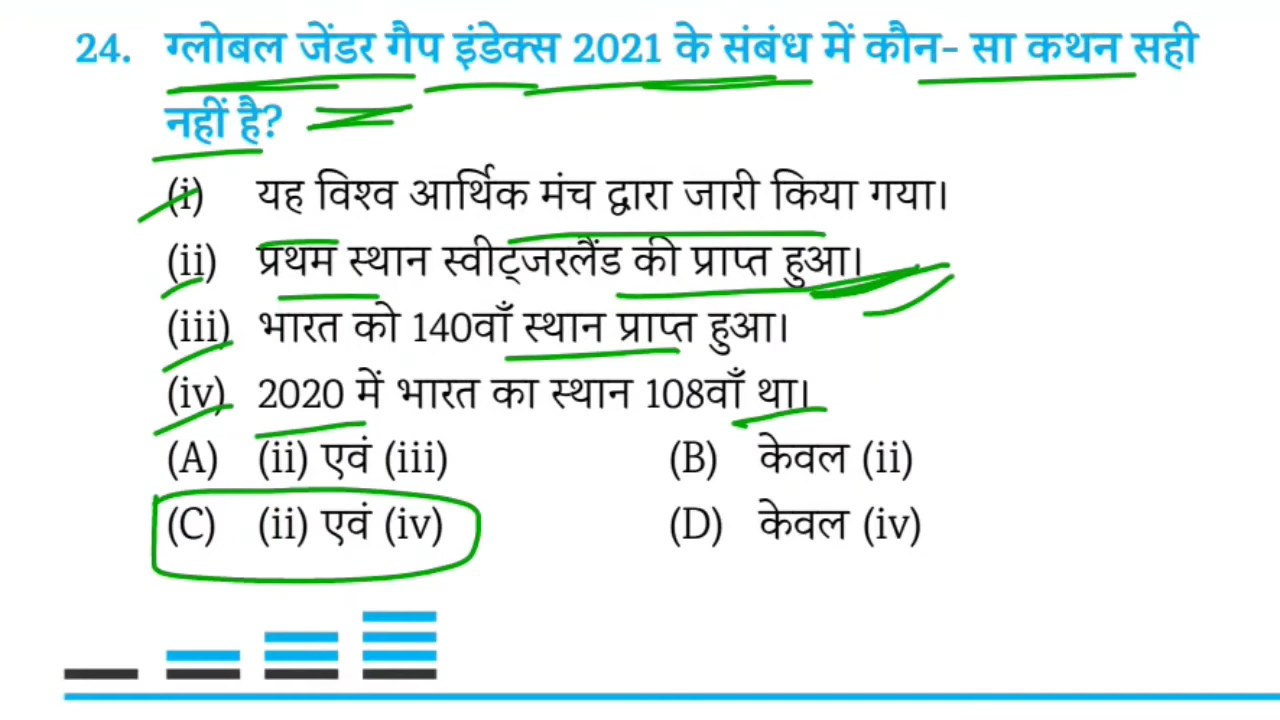 24. ग्लोबल जेंडर गैप इंडेक्स 2021 के संबंध में कौन- सा कथन सही
नहीं है?
(i) यह विश्व आर्थिक मंच द्वारा जारी किया गया।
(ii) प्रथम स्थान स्वीट्जरलैंड की प्राप्त हुआ।
(iii) भारत को 140वाँ स्थान प्राप्त हुआ।
(iv) 2020 में भारत का स्थान 108वाँ था।
(A) (ii) एवं (iii) (B) केवल (ii)
(C) (ii) एवं (iv) (D) केवल (iv)